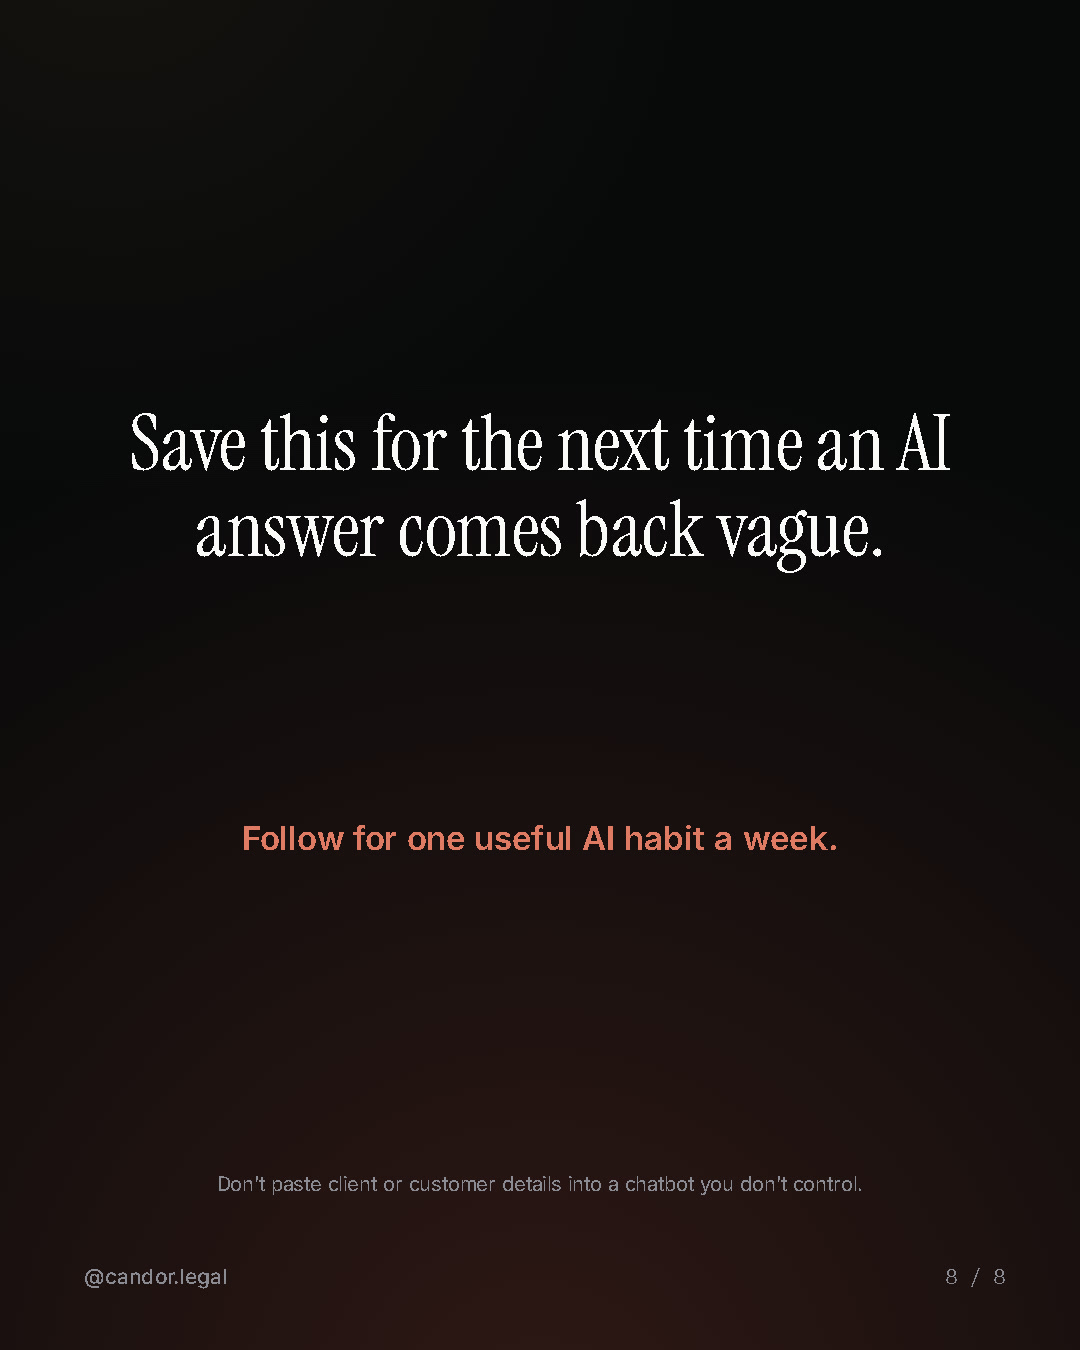 Save this for the next time an AI
answer comes back vague.
Follow for one useful AI habit a week.
Don't paste client or customer details into a chatbot you don't control.
@candor.legal
8 / 8